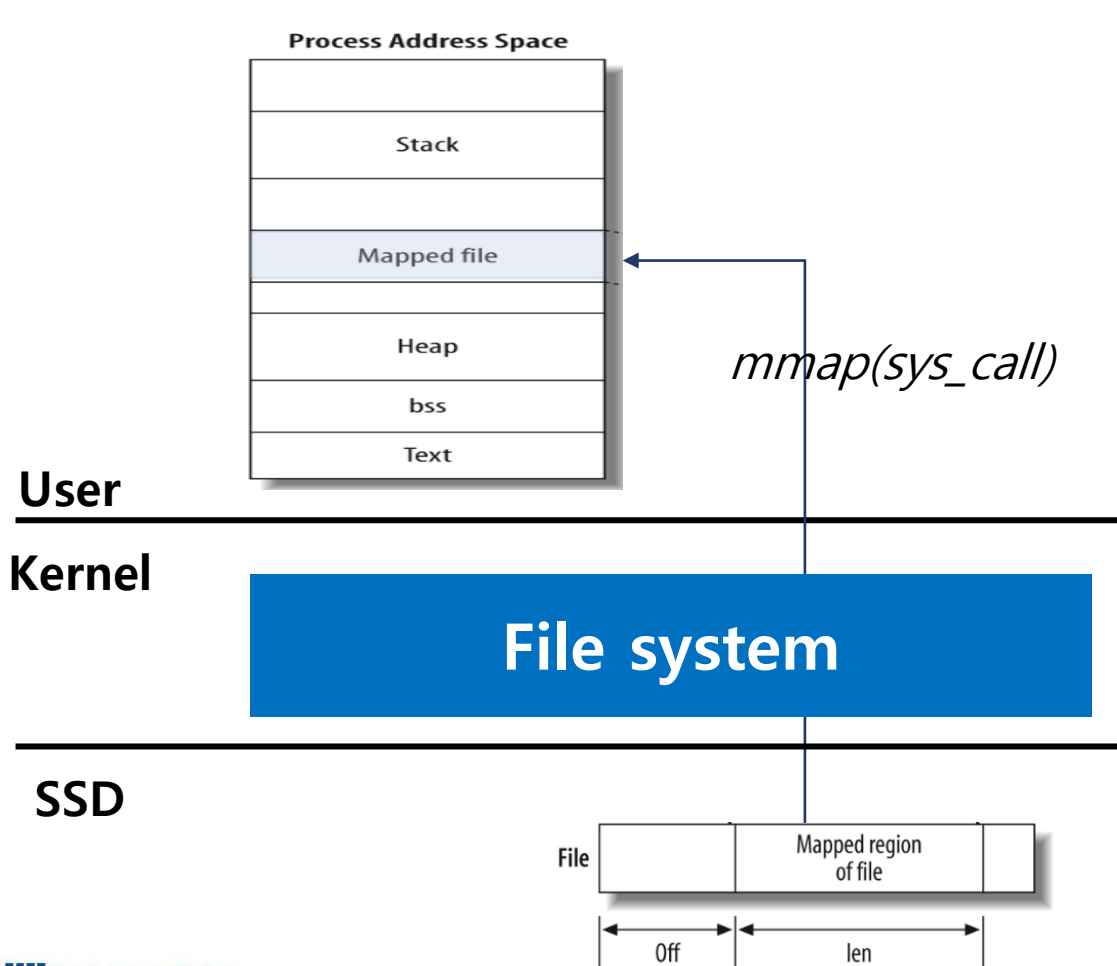 Process Address Space
Stack
Mapped file
Heap
mmap(sys_call)
bss
Text
User
Kernel
File system
SSD
File
Mapped region
of file
Off
len